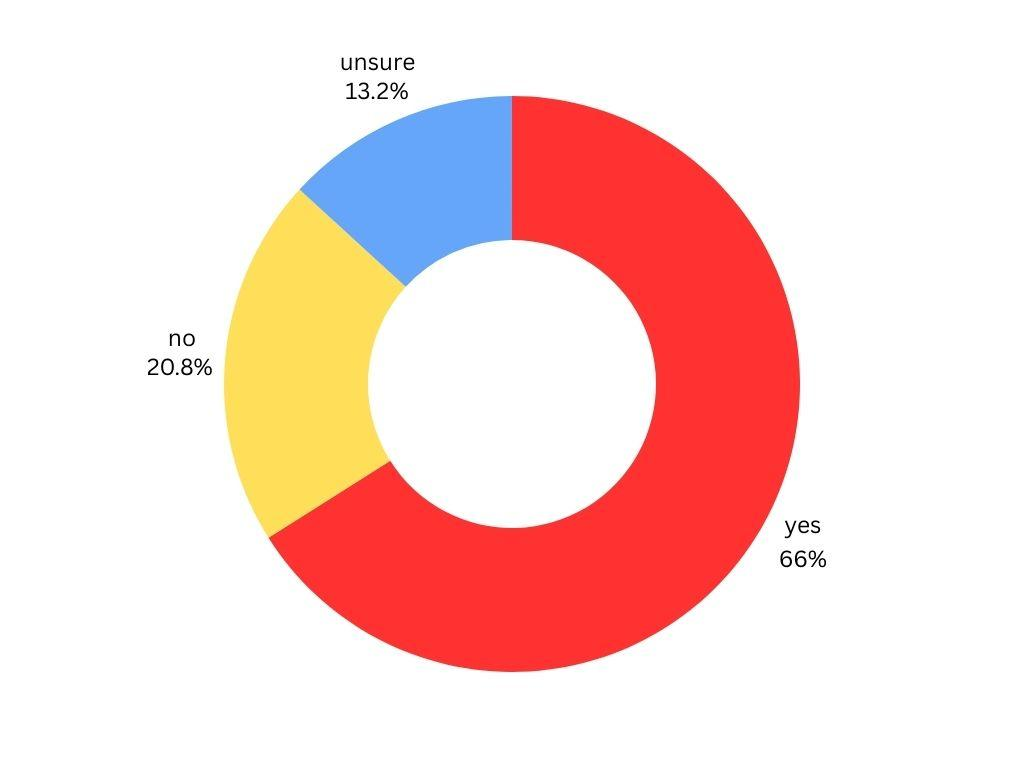 unsure
13.2%
no
20.8%
yes
66%